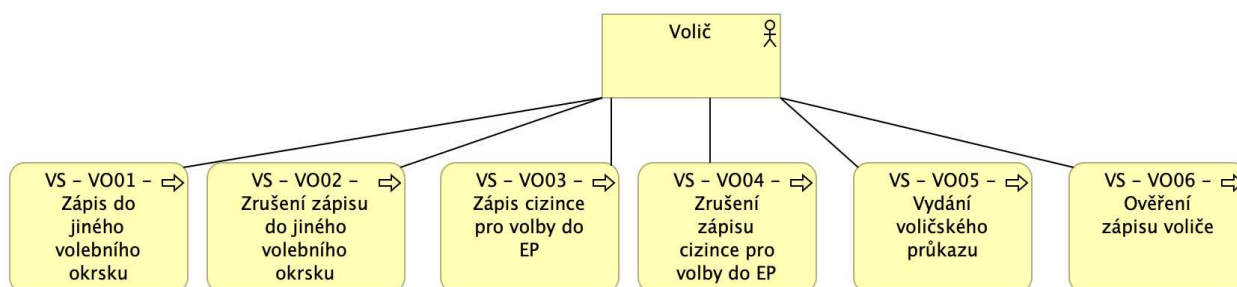 Volič
VS – VO01 –
Zápis do
jiného
volebního
okrsku
VS – VO02 –
Zrušení zápisu
do jiného
volebního
okrsku
VS – VO03 –
Zápis cizince
pro volby do
EP
VS – VO04 –
Zrušení
zápisu
cizince pro
volby do EP
VS – VO05 –
Vydání
voličského
průkazu
VS – VO06 –
Ověření
zápisu voliče